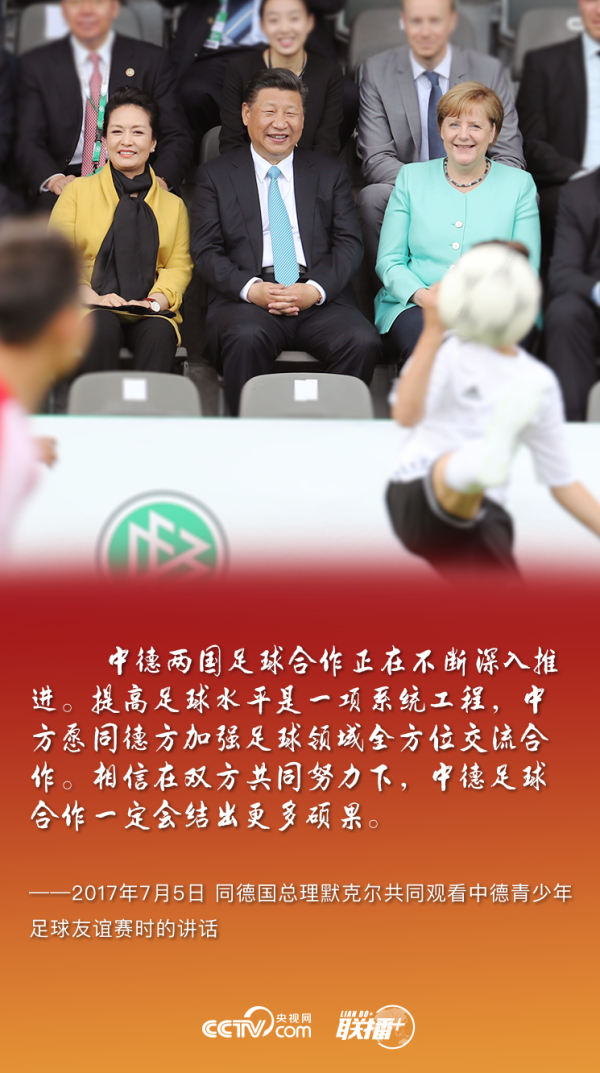 DFB
中德两国足球合作正在不断深入推
进。提高足球水平是一项系统工程，中
方愿同德方加强足球领域全方位交流合
作。相信在双方共同努力下，中德足球
合作一定会结出更多硕果。
——2017年7月5日 同德国总理默克尔共同观看中德青少年
足球友谊赛时的讲话
CCTV.com 央视网
LIAN BO+
联播+